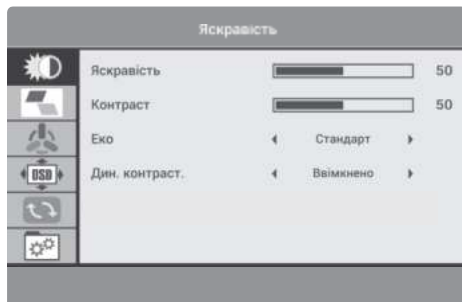 Яскравість
Яскравість 50
Контраст 50
Еко Стандарт
Дин. контраст. Ввімкнено
OSD